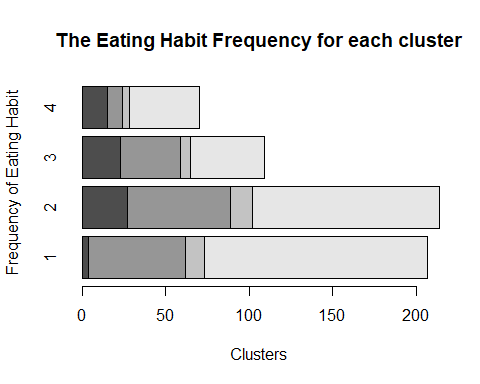 The Eating Habit Frequency for each cluster
Frequency of Eating Habit
4
3
2
1
0 50 100 150 200
Clusters